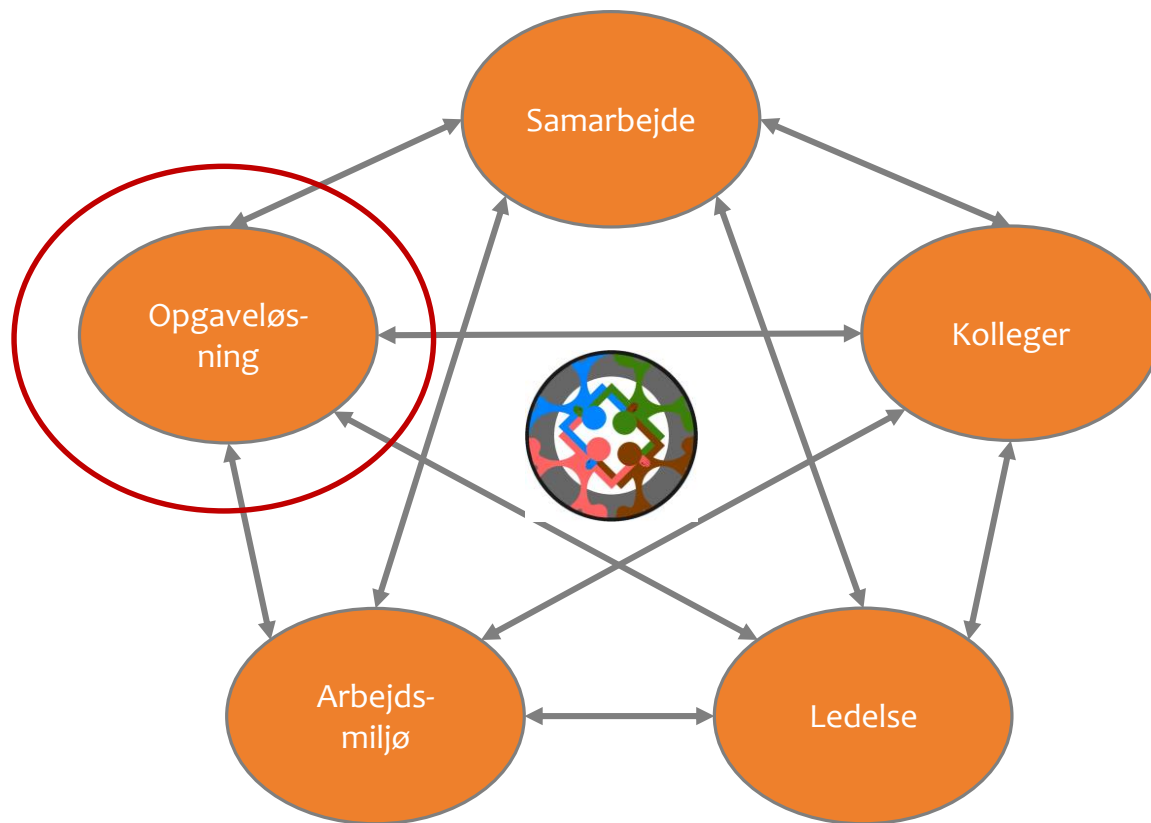 Samarbejde
Opgaveløs-
ning
Kolleger
Arbejds-
miljø
Ledelse